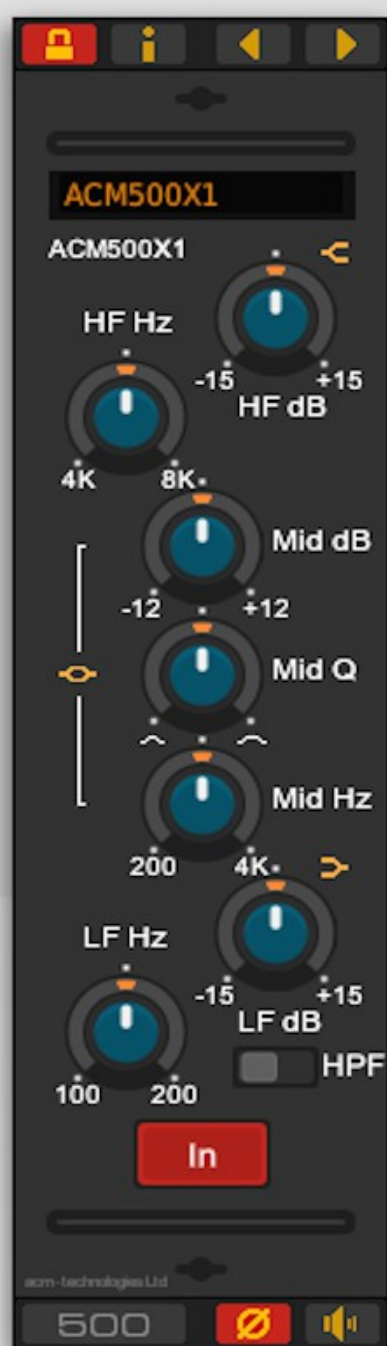 ACM500X1
ACM500X1
HF Hz
-15 +15
HF dB
4K 8K
Mid dB
-12 +12
Mid Q
Mid Hz
200 4K
LF Hz
-15 +15
LF dB
HPF
100 200
In
acm-technologies Ltd
500